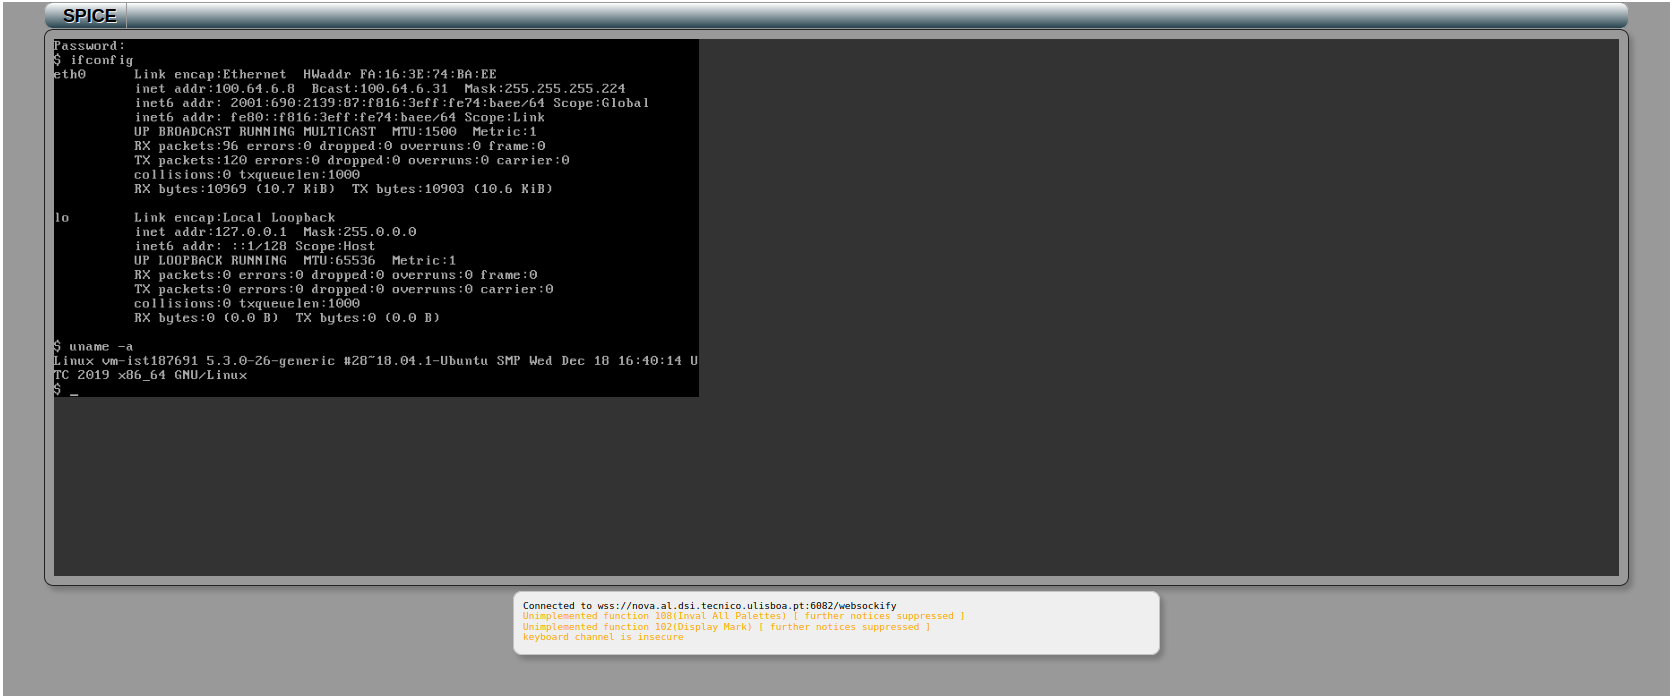 SPICE
Password:
$ ifconfig
eth0      Link encap:Ethernet  HWaddr FA:16:3E:74:BA:EE
          inet addr:100.64.6.8  Bcast:100.64.6.31  Mask:255.255.255.224
          inet6 addr: 2001:690:2139:87:f816:3eff:fe74:baee/64 Scope:Global
          inet6 addr: fe80::f816:3eff:fe74:baee/64 Scope:Link
          UP BROADCAST RUNNING MULTICAST  MTU:1500  Metric:1
          RX packets:96 errors:0 dropped:0 overruns:0 frame:0
          TX packets:120 errors:0 dropped:0 overruns:0 carrier:0
          collisions:0 txqueuelen:1000
          RX bytes:10969 (10.7 KiB)  TX bytes:10903 (10.6 KiB)

lo        Link encap:Local Loopback
          inet addr:127.0.0.1  Mask:255.0.0.0
          inet6 addr: ::1/128 Scope:Host
          UP LOOPBACK RUNNING  MTU:65536  Metric:1
          RX packets:0 errors:0 dropped:0 overruns:0 frame:0
          TX packets:0 errors:0 dropped:0 overruns:0 carrier:0
          collisions:0 txqueuelen:1000
          RX bytes:0 (0.0 B)  TX bytes:0 (0.0 B)

$ uname -a
Linux vm-ist187691 5.3.0-26-generic #28~18.04.1-Ubuntu SMP Wed Dec 18 16:40:14 U
TC 2019 x86_64 GNU/Linux
$ _
Connected to wss://nova.al.dsi.tecnico.ulisboa.pt:6082/websockify
Unimplemented function 108(Inval All Palettes) [ further notices suppressed ]
Unimplemented function 102(Display Mark) [ further notices suppressed ]
keyboard channel is insecure